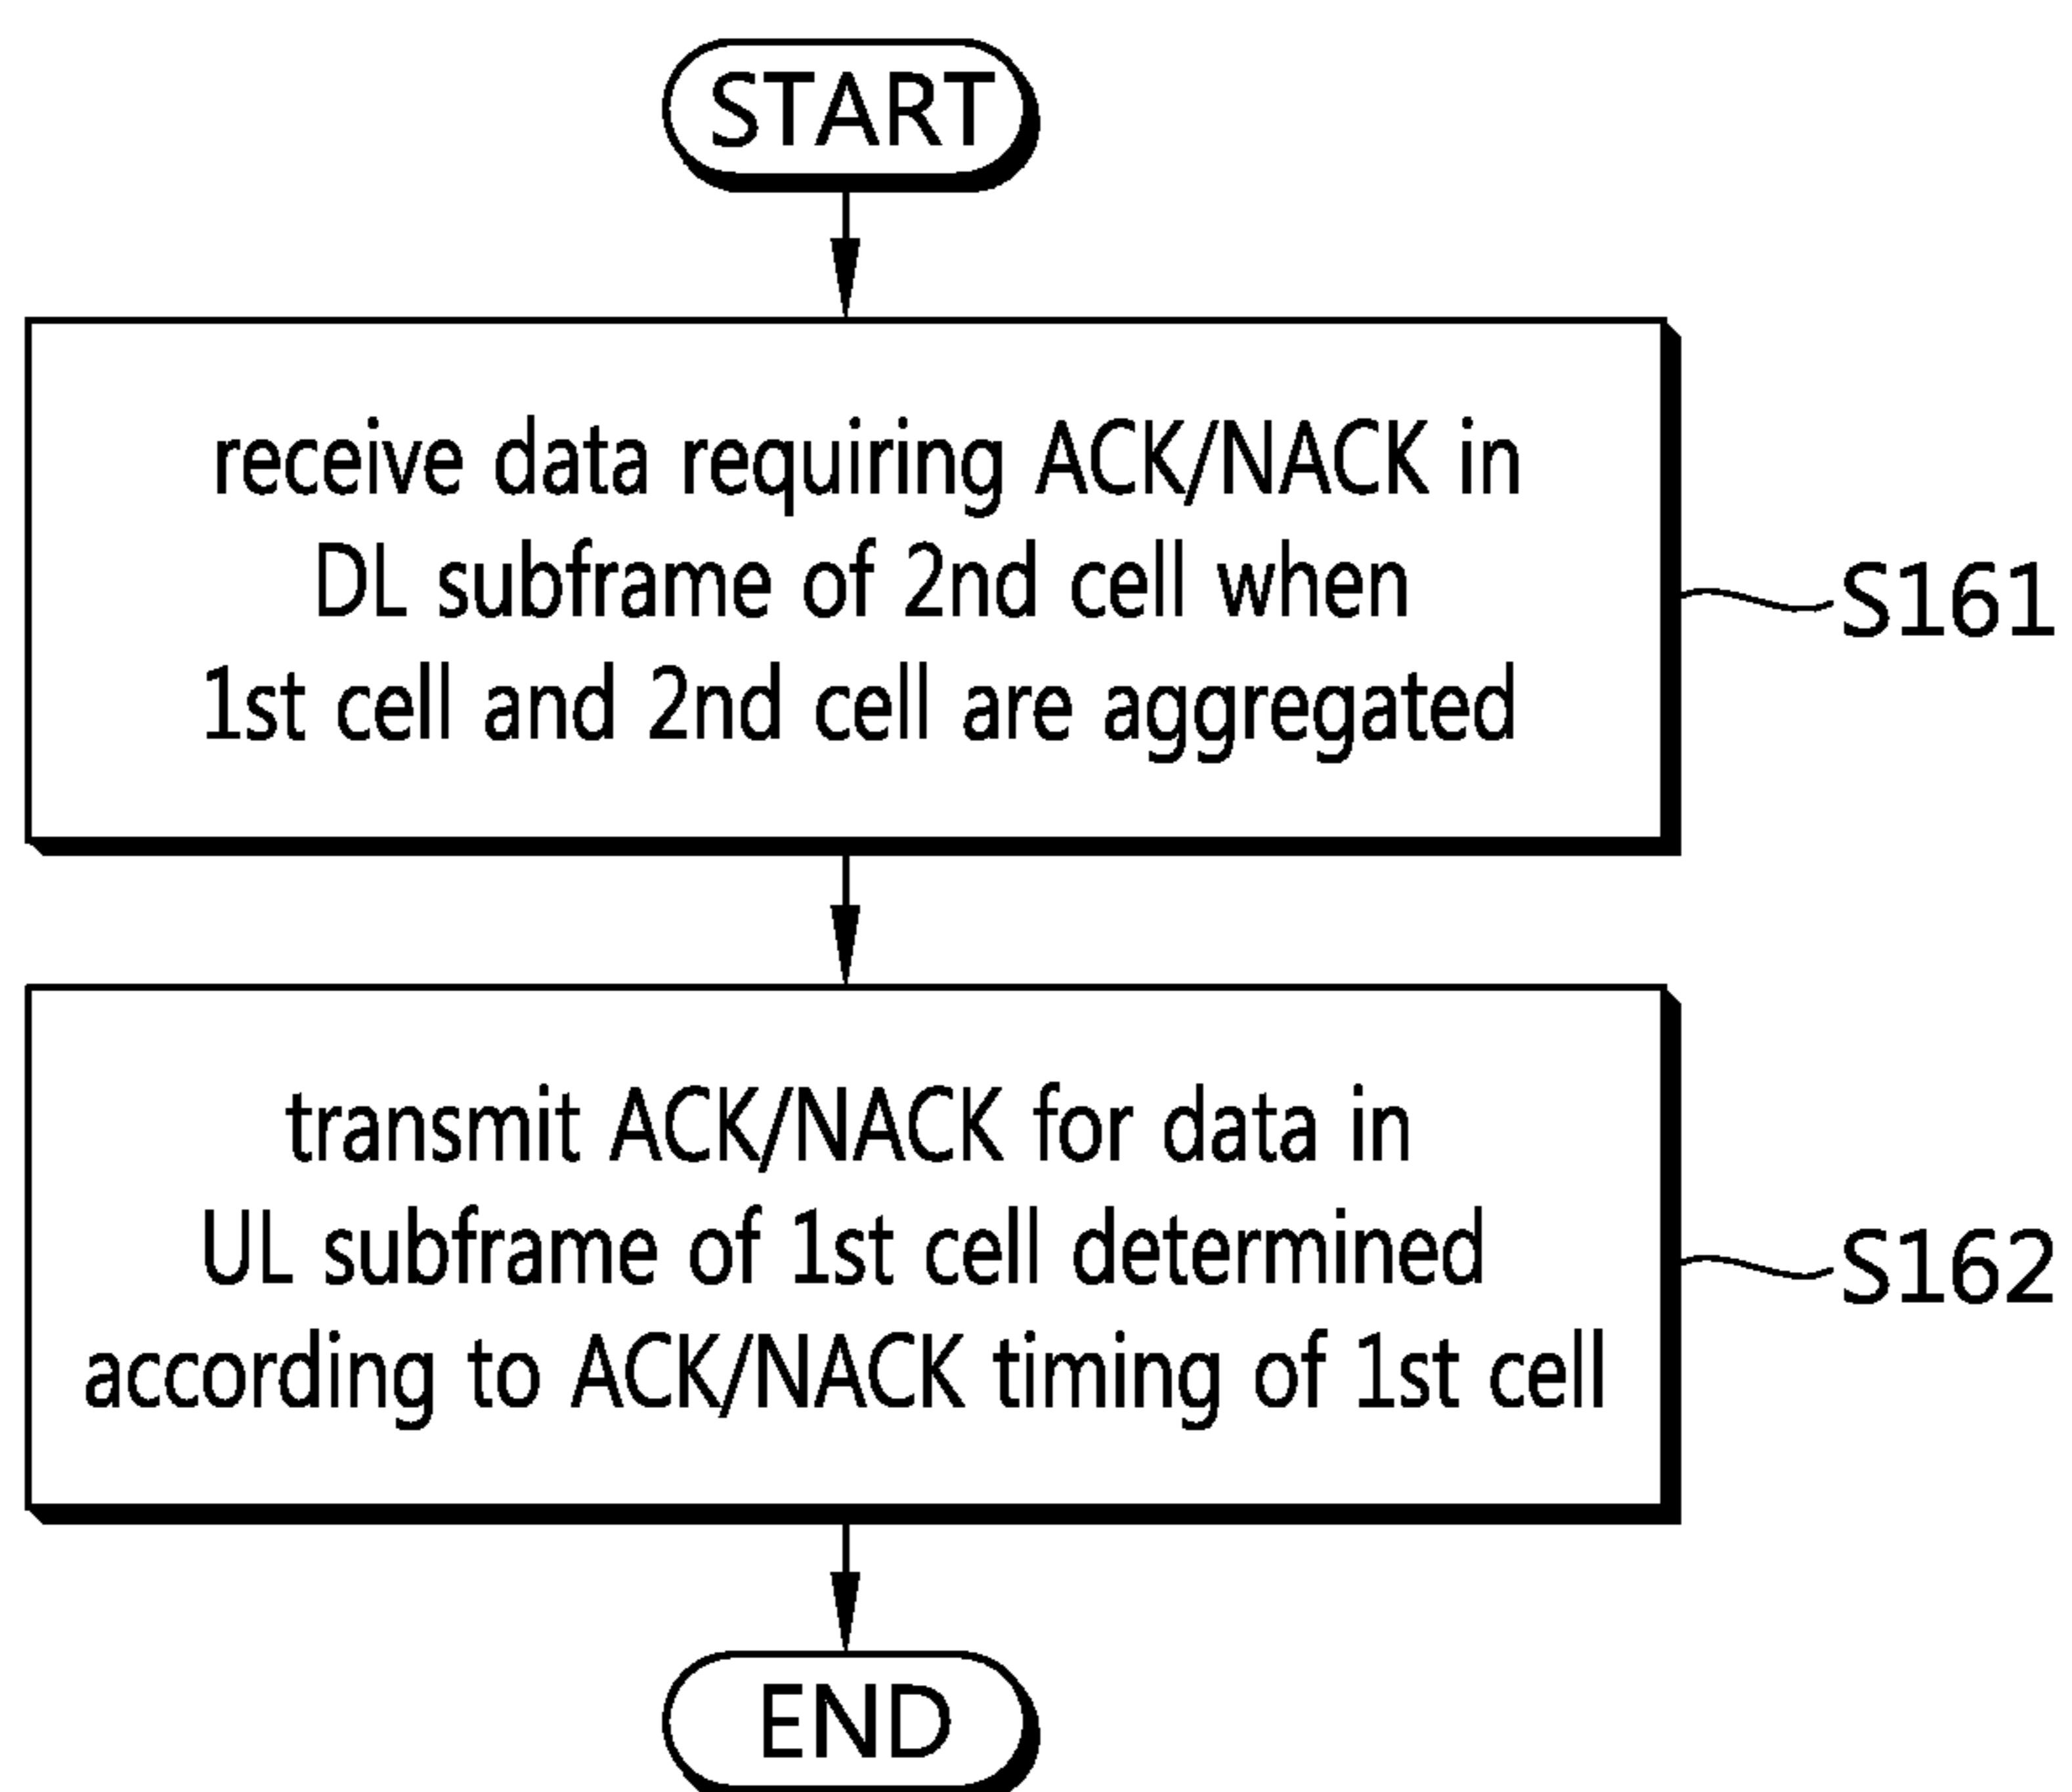 START
receive data requiring ACK/NACK in
DL subframe of 2nd cell when
1st cell and 2nd cell are aggregated
S161
transmit ACK/NACK for data in
UL subframe of 1st cell determined
according to ACK/NACK timing of 1st cell
S162
END